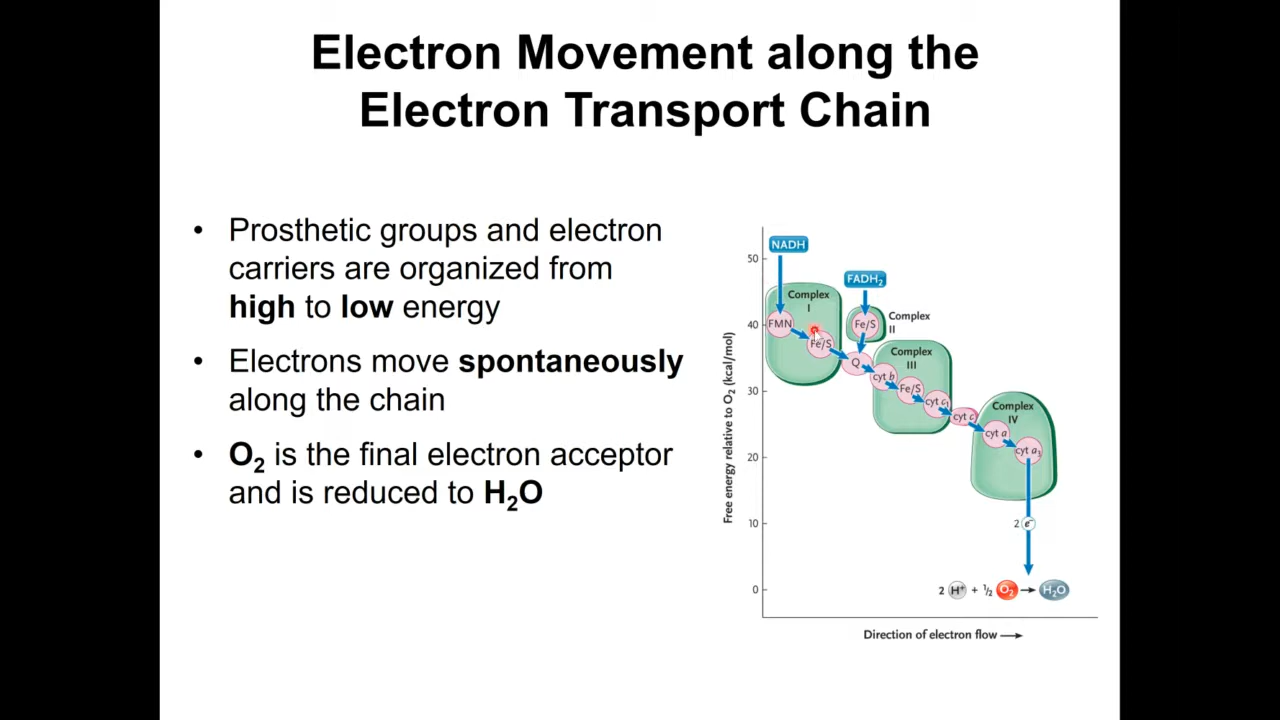 Electron Movement along the
Electron Transport Chain
• Prosthetic groups and electron
carriers are organized from
high to low energy
• Electrons move spontaneously
along the chain
• O₂ is the final electron acceptor
and is reduced to H₂O
Free energy relative to O₂ (kcal/mol)
50
40
30
20
10
0
NADH
FADH₂
Complex
I
FMN
Fe/S
Complex
II
Fe/S
Q
Complex
III
cyt b
Fe/S
cyt c₁
cyt c
Complex
IV
cyt a
cyt a₃
2 e⁻
2 H⁺ + ½ O₂ → H₂O
Direction of electron flow →